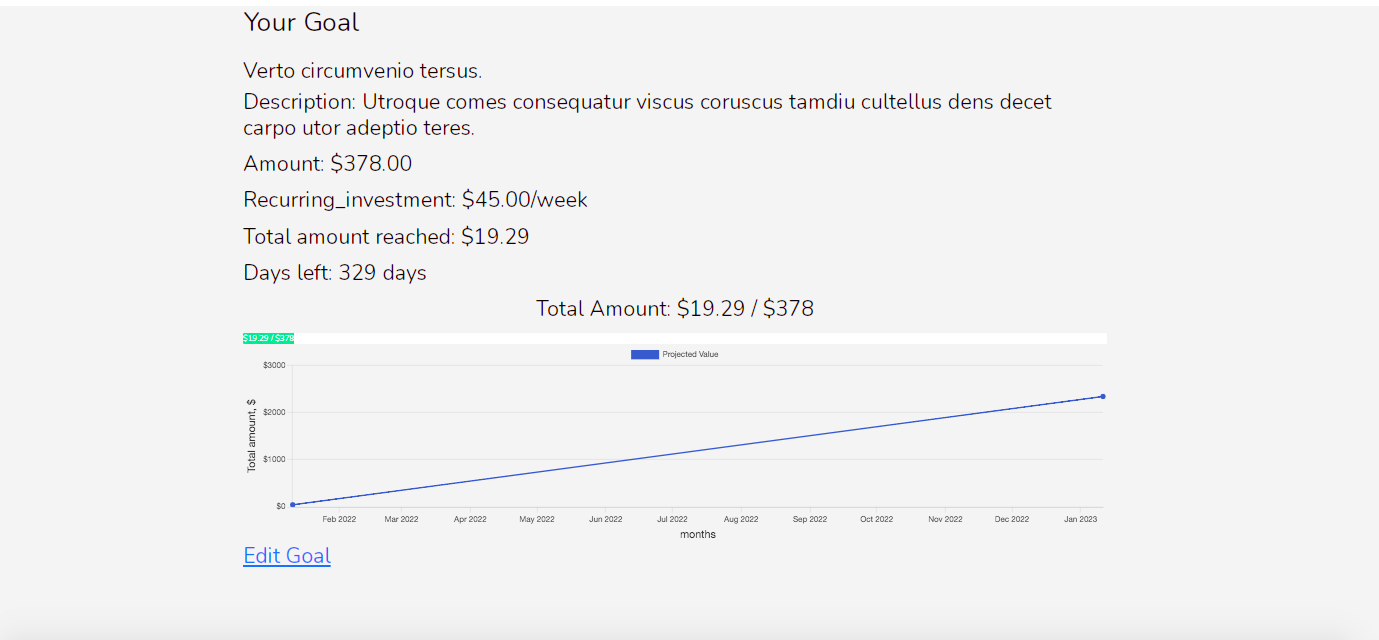 Your Goal
Verto circumvenio tersus.
Description: Utroque comes consequatur viscus coruscus tamdiu cultellus dens decet
carpo utor adeptio teres.
Amount: $378.00
Recurring_investment: $45.00/week
Total amount reached: $19.29
Days left: 329 days
Total Amount: $19.29 / $378
$19.29 / $378
Projected Value
$3000
$2000
$1000
$0
Total amount, $
Feb 2022 Mar 2022 Apr 2022 May 2022 Jun 2022 Jul 2022 Aug 2022 Sep 2022 Oct 2022 Nov 2022 Dec 2022 Jan 2023
months
Edit Goal